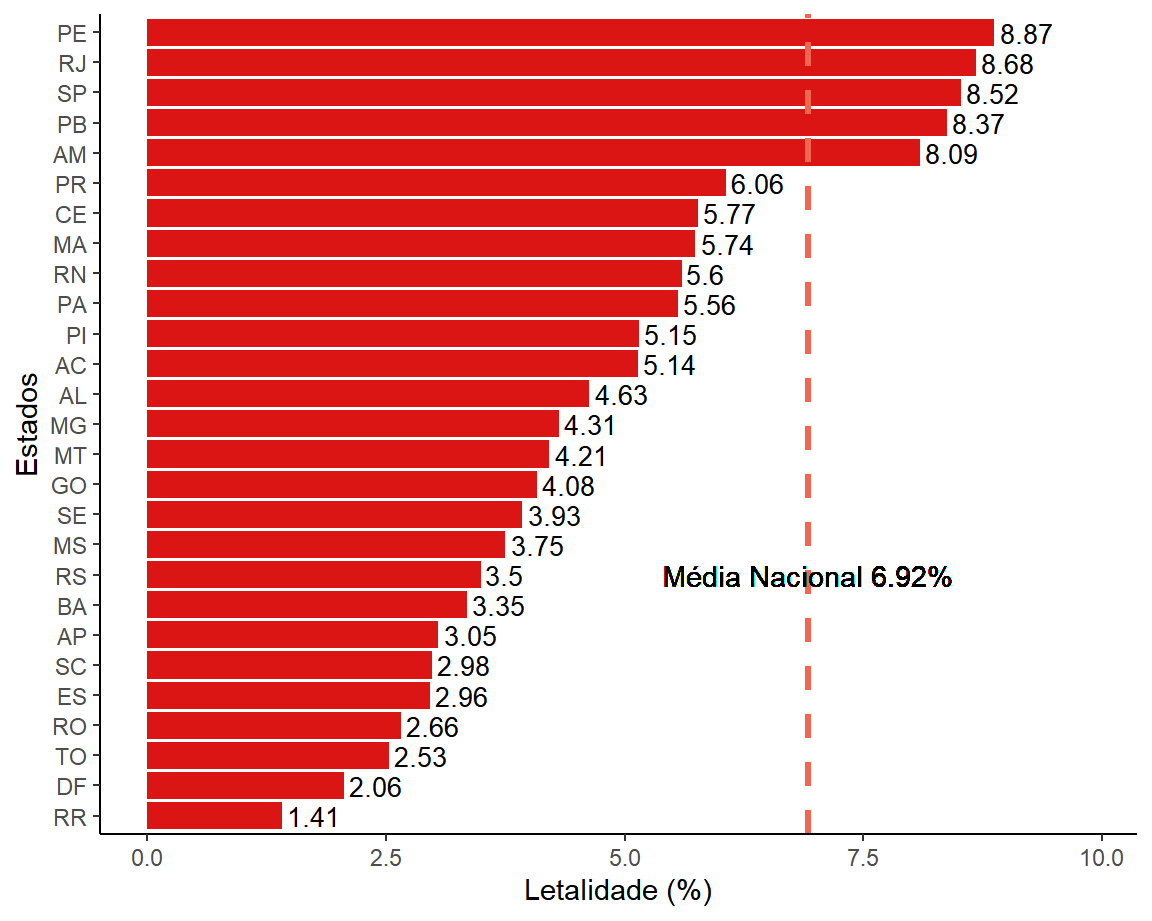 PE 8.87
RJ 8.68
SP 8.52
PB 8.37
AM 8.09
PR 6.06
CE 5.77
MA 5.74
RN 5.6
PA 5.56
PI 5.15
AC 5.14
AL 4.63
MG 4.31
MT 4.21
GO 4.08
SE 3.93
MS 3.75
RS 3.5 Média Nacional 6.92%
BA 3.35
AP 3.05
SC 2.98
ES 2.96
RO 2.66
TO 2.53
DF 2.06
RR 1.41
Estados
0.0 2.5 5.0 7.5 10.0
Letalidade (%)